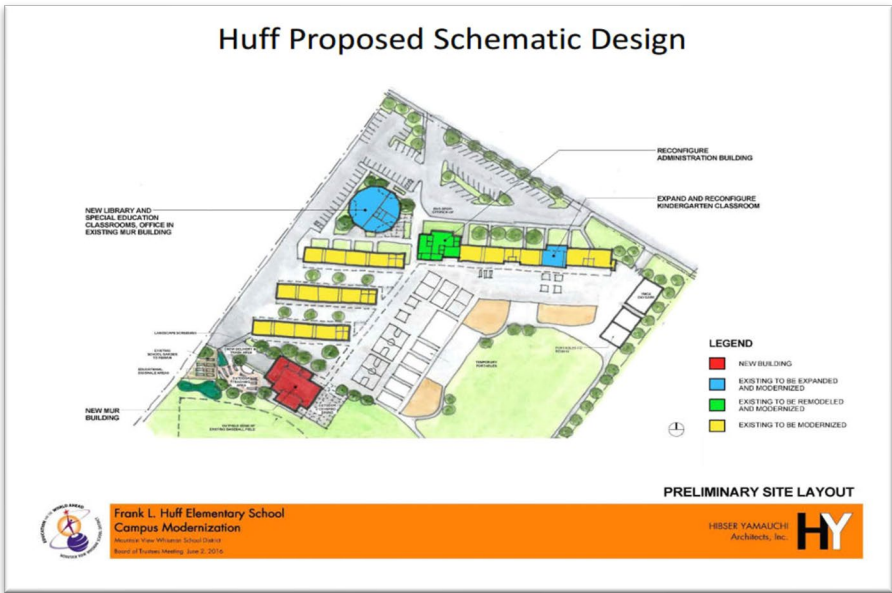 Huff Proposed Schematic Design
RECONFIGURE
ADMINISTRATION BUILDING
EXPAND AND RECONFIGURE
KINDERGARTEN CLASSROOM
NEW LIBRARY AND
SPECIAL EDUCATION
CLASSROOMS, OFFICE IN
EXISTING MUR BUILDING
NEW MUR
BUILDING
TEMPORARY
PORTABLES
LEGEND
NEW BUILDING
EXISTING TO BE EXPANDED
AND MODERNIZED
EXISTING TO BE REMODELED
AND MODERNIZED
EXISTING TO BE MODERNIZED
PRELIMINARY SITE LAYOUT
Frank L. Huff Elementary School
Campus Modernization
Mountain View Whisman School District
Board of Trustees Meeting, June 2, 2016
HIBSER YAMAUCHI
Architects, Inc.
HY